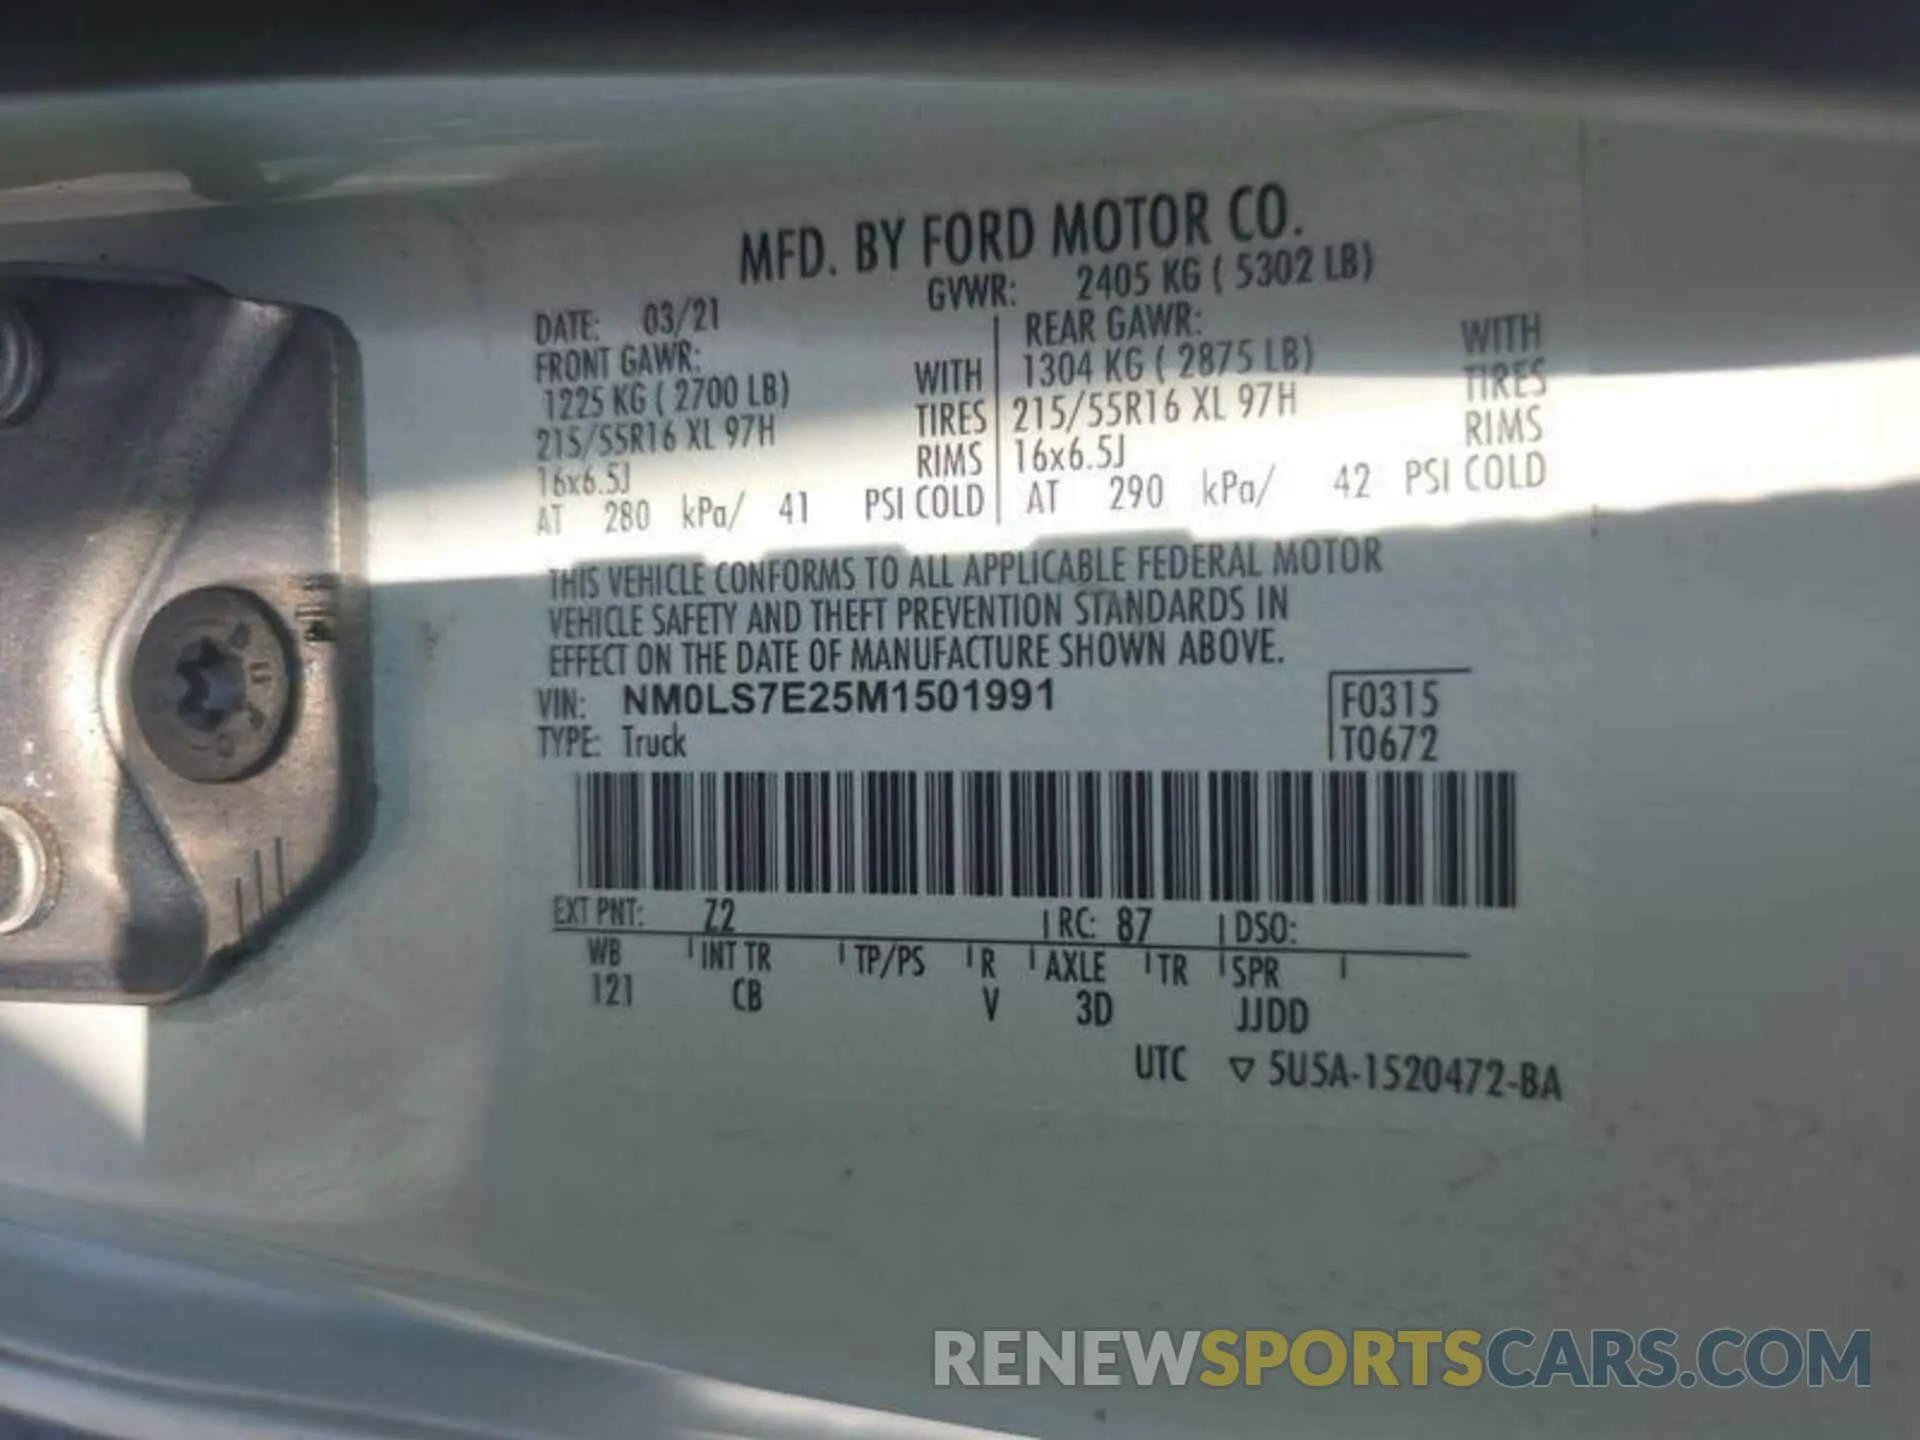 MFD. BY FORD MOTOR CO.
DATE: 03/21 GVWR: 2405 KG ( 5302 LB)
FRONT GAWR: REAR GAWR:
1225 KG ( 2700 LB) WITH 1304 KG ( 2875 LB) WITH
215/55R16 XL 97H TIRES 215/55R16 XL 97H TIRES
16x6.5J RIMS 16x6.5J RIMS
AT 280 kPa/ 41 PSI COLD AT 290 kPa/ 42 PSI COLD
THIS VEHICLE CONFORMS TO ALL APPLICABLE FEDERAL MOTOR
VEHICLE SAFETY AND THEFT PREVENTION STANDARDS IN
EFFECT ON THE DATE OF MANUFACTURE SHOWN ABOVE.
VIN: NM0LS7E25M1501991 F0315
TYPE: Truck T0672
EXT PNT: Z2 RC: 87 DSO:
WB INT TR TP/PS R AXLE TR SPR
121 CB V 3D JJDD
UTC ▽ 5U5A-1520472-BA
RENEWSPORTSCARS.COM